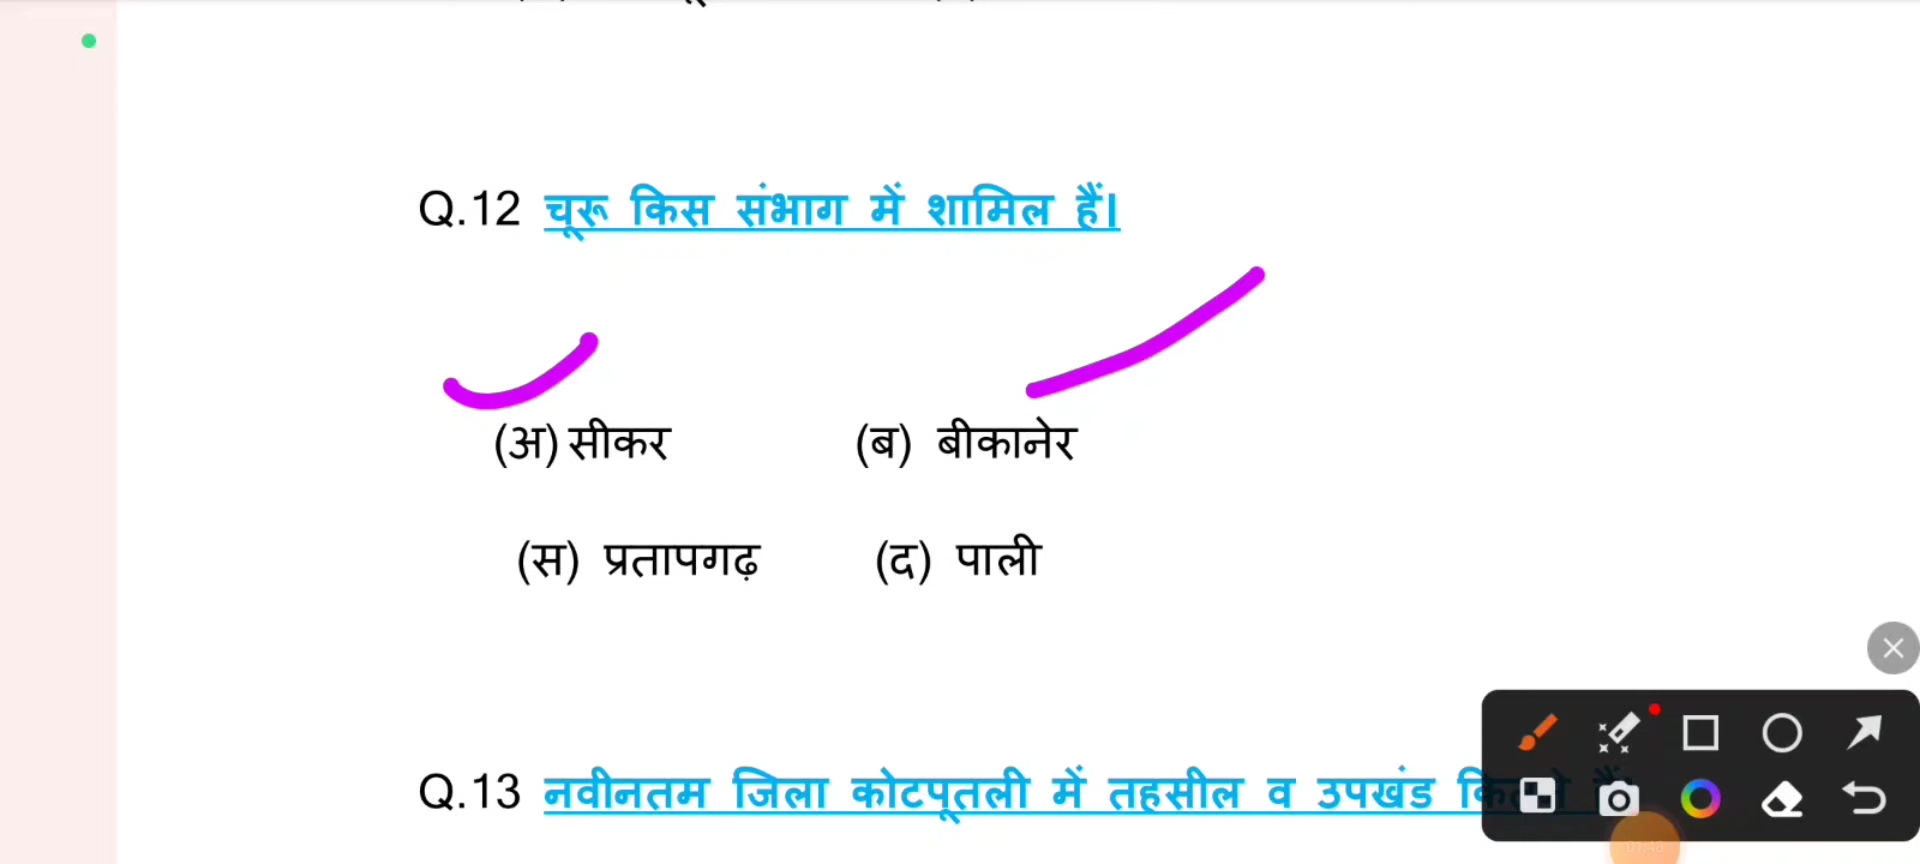 Q.12 चूरू किस संभाग में शामिल हैं।
(अ) सीकर (ब) बीकानेर
(स) प्रतापगढ़ (द) पाली
Q.13 नवीनतम जिला कोटपूतली में तहसील व उपखंड